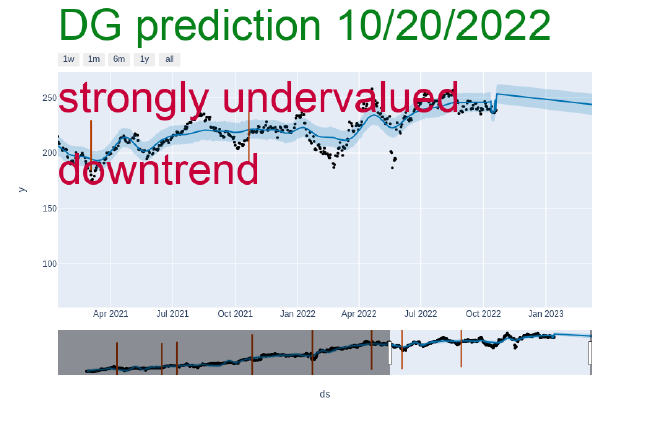 DG prediction 10/20/2022
1w 1m 6m 1y all
strongly undervalued
downtrend
250
200
150
100
y
Apr 2021 Jul 2021 Oct 2021 Jan 2022 Apr 2022 Jul 2022 Oct 2022 Jan 2023
ds